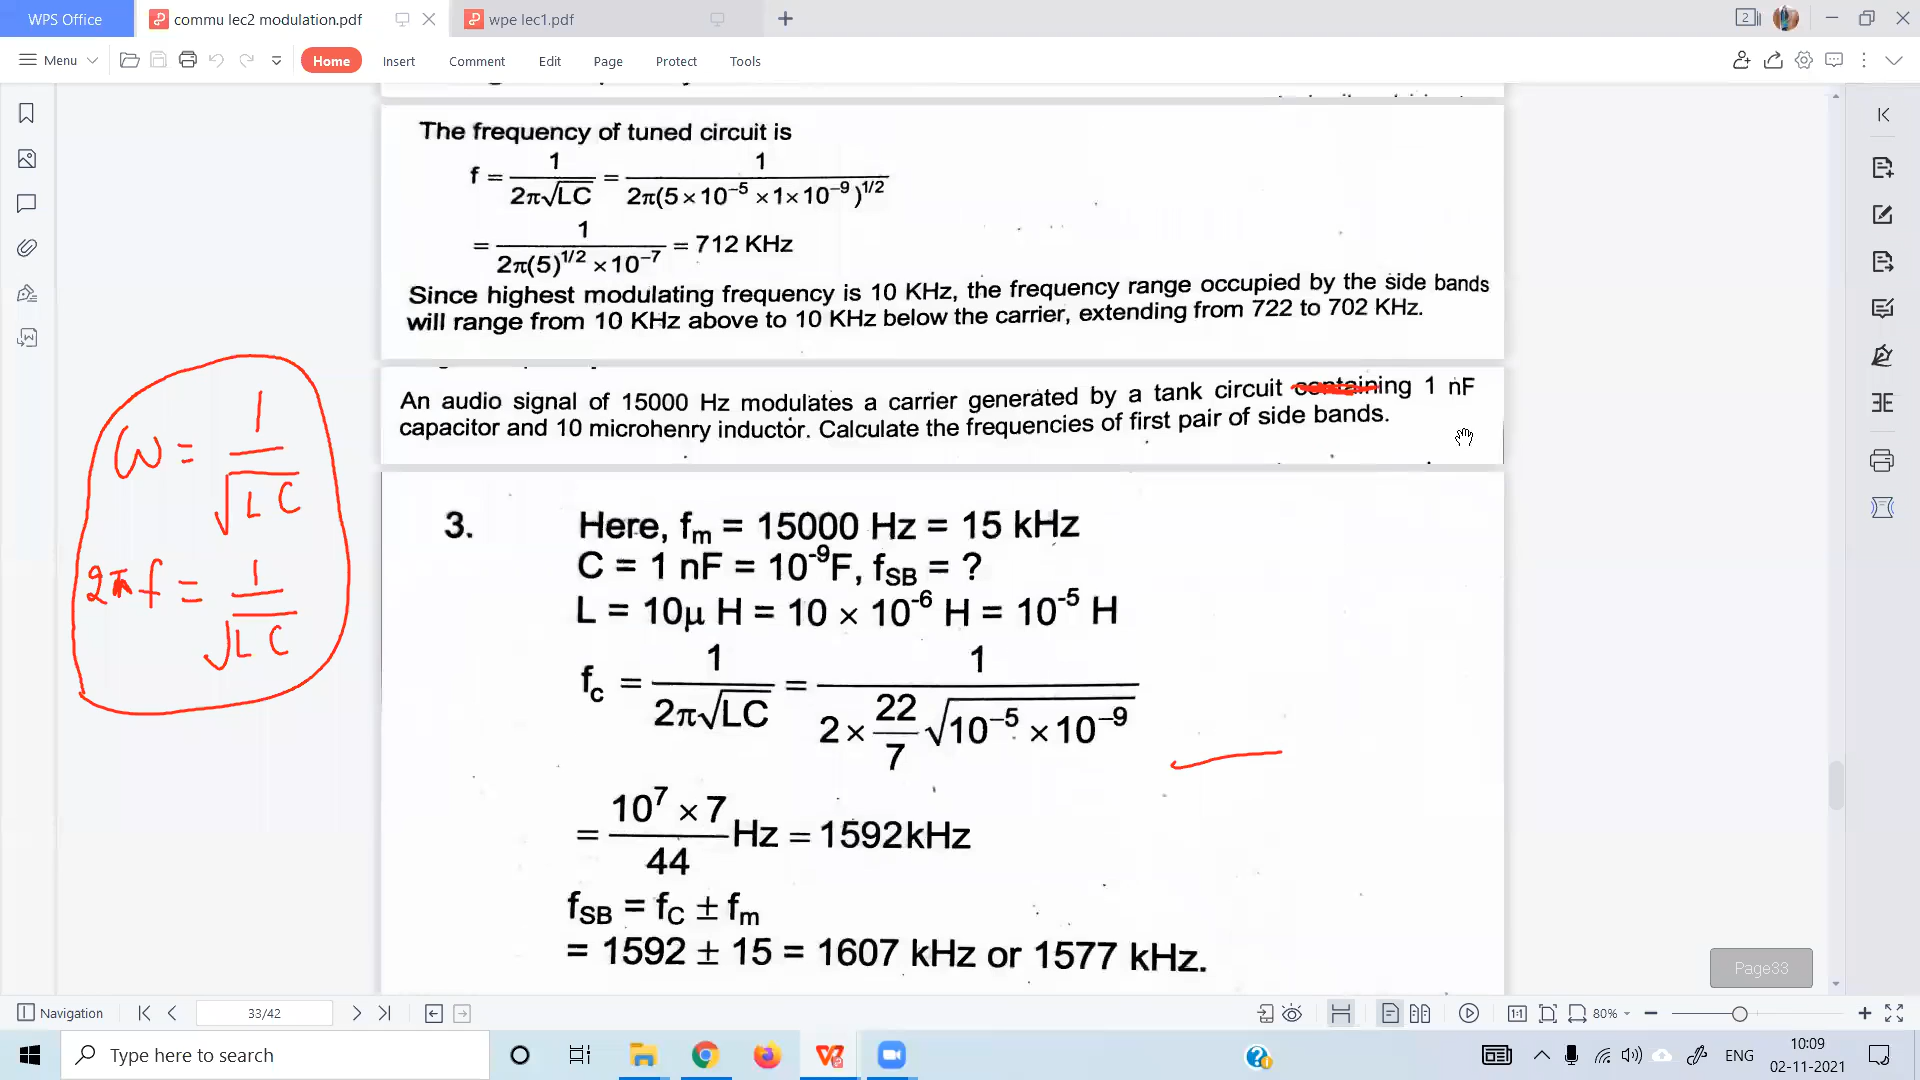 WPS Office commu lec2 modulation.pdf wpe lec1.pdf 2
Menu Home Insert Comment Edit Page Protect Tools
The frequency of tuned circuit is
f = 1 / 2π√LC = 1 / 2π(5×10⁻⁵ ×1×10⁻⁹)^1/2
= 1 / 2π(5)^1/2 ×10⁻⁷ = 712 KHz
Since highest modulating frequency is 10 KHz, the frequency range occupied by the side bands
will range from 10 KHz above to 10 KHz below the carrier, extending from 722 to 702 KHz.
An audio signal of 15000 Hz modulates a carrier generated by a tank circuit containing 1 nF
capacitor and 10 microhenry inductor. Calculate the frequencies of first pair of side bands.
ω = 1 / √LC
2πf = 1 / √LC
3. Here, fm = 15000 Hz = 15 kHz
C = 1 nF = 10⁻⁹F, fSB = ?
L = 10μ H = 10 × 10⁻⁶ H = 10⁻⁵ H
fc = 1 / 2π√LC = 1 / 2× 22/7 √10⁻⁵ ×10⁻⁹
= 10⁷ ×7 / 44 Hz = 1592kHz
fSB = fC ± fm
= 1592 ± 15 = 1607 kHz or 1577 kHz.
Page33
Navigation 33/42 1:1 80%
Type here to search ENG 10:09
02-11-2021